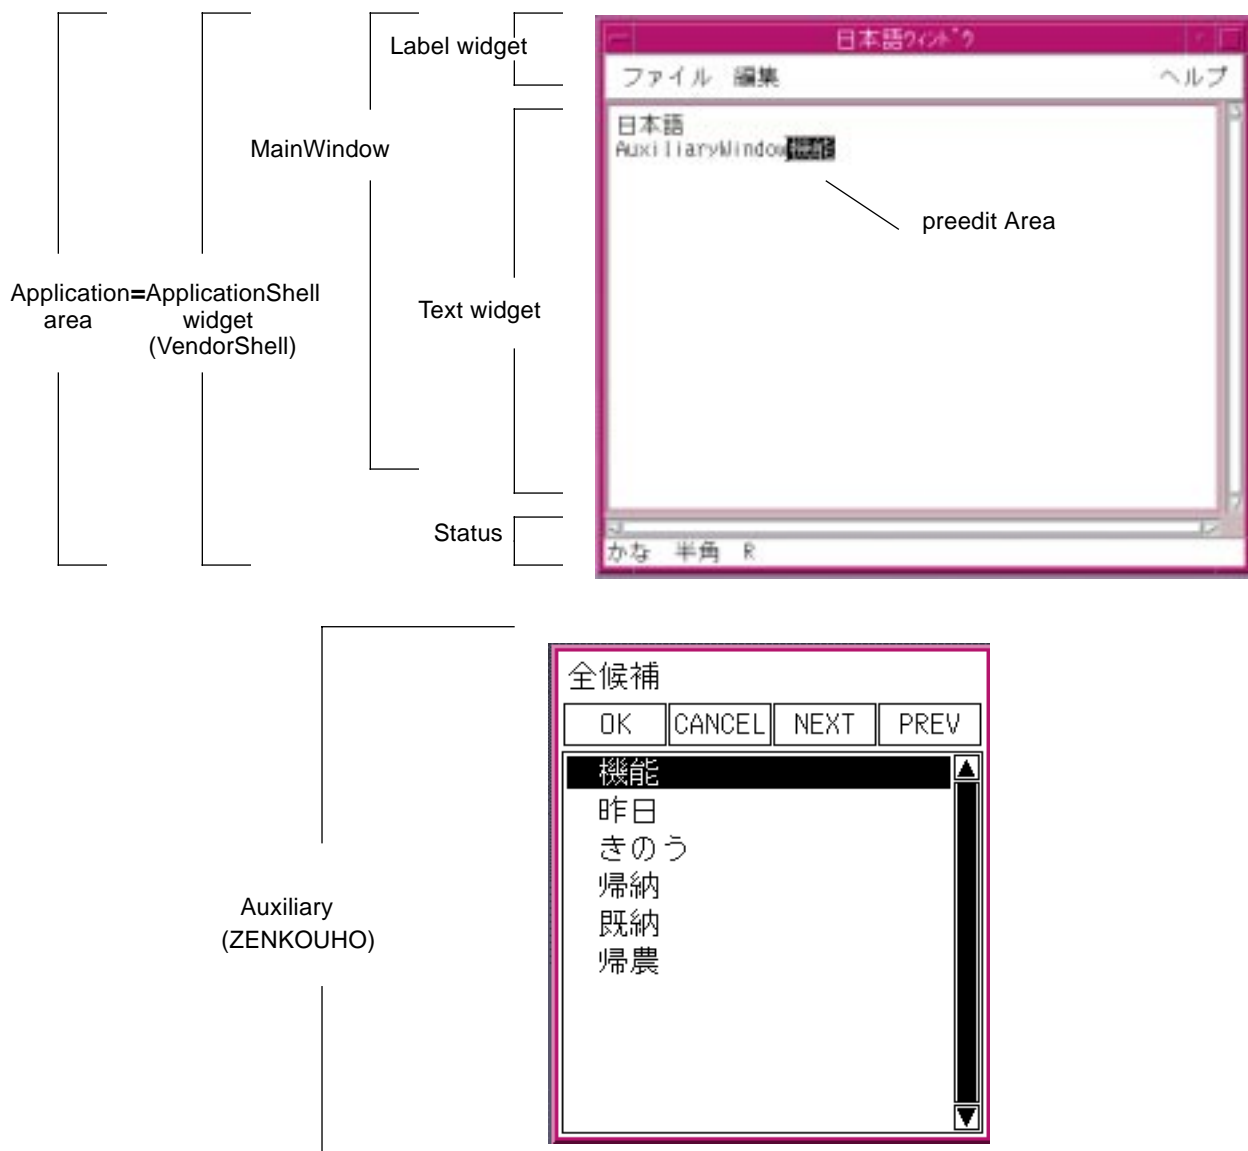 Label widget
日本語ウィンドウ
ファイル 編集 ヘルプ
日本語
AuxiliaryWindow機能
MainWindow
preedit Area
Application=ApplicationShell
area widget
(VendorShell)
Text widget
Status
かな 半角 R
全候補
OK CANCEL NEXT PREV
機能
昨日
きのう
帰納
既納
帰農
Auxiliary
(ZENKOUHO)